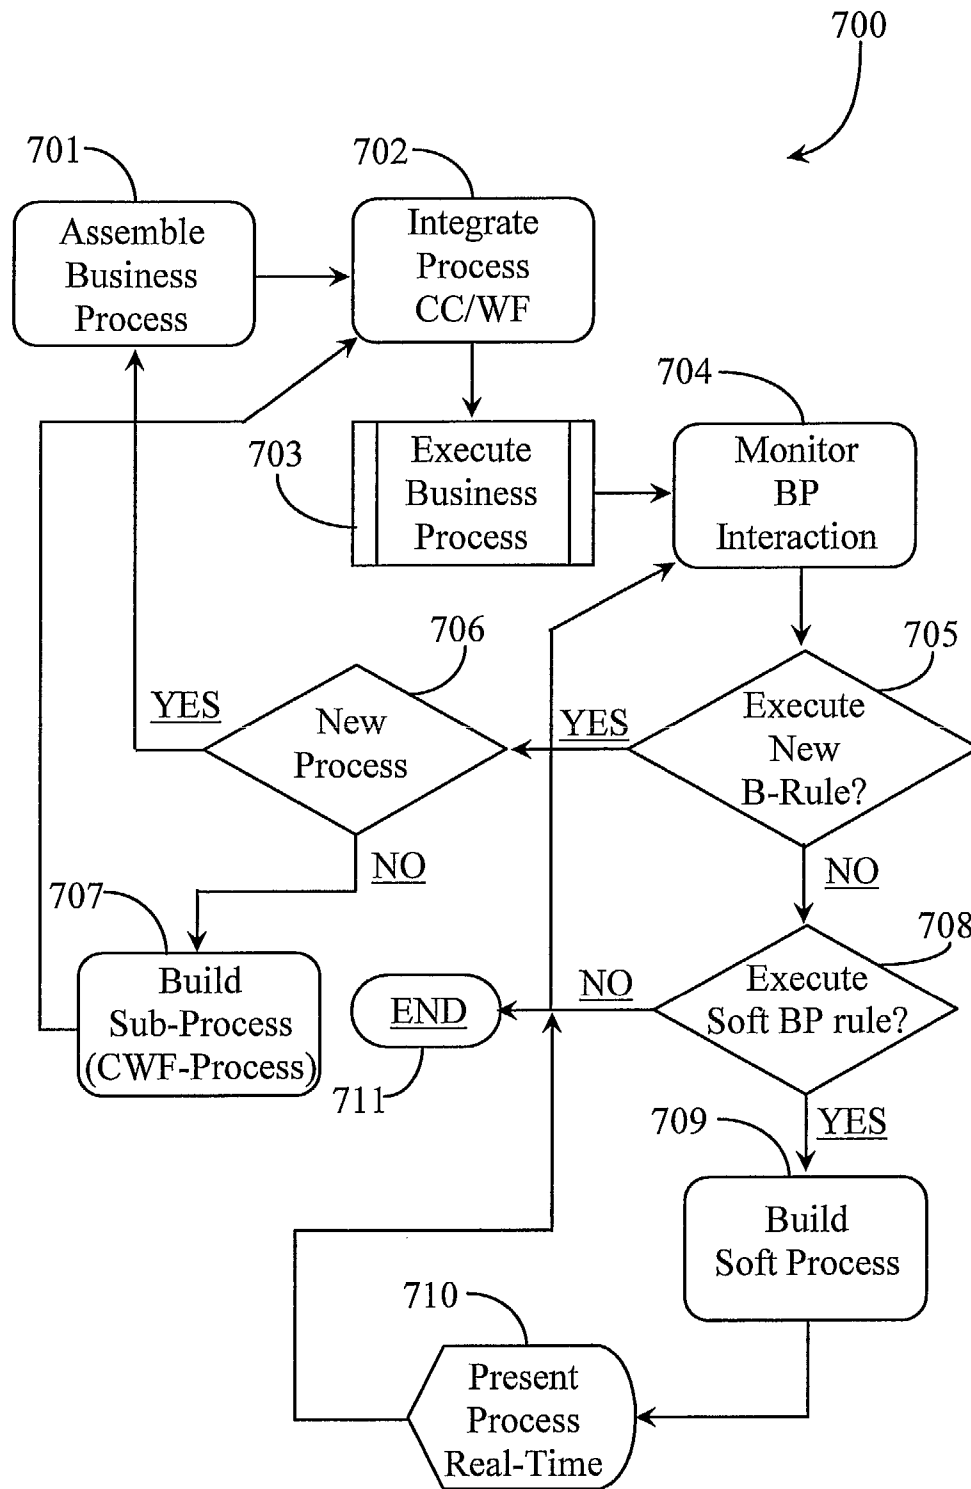 700
701
702
Assemble
Business
Process
Integrate
Process
CC/WF
703
Execute
Business
Process
704
Monitor
BP
Interaction
705
Execute
New
B-Rule?
YES
706
New
Process
YES
NO
NO
707
Build
Sub-Process
(CWF-Process)
708
Execute
Soft BP rule?
NO
END
711
YES
709
Build
Soft Process
710
Present
Process
Real-Time